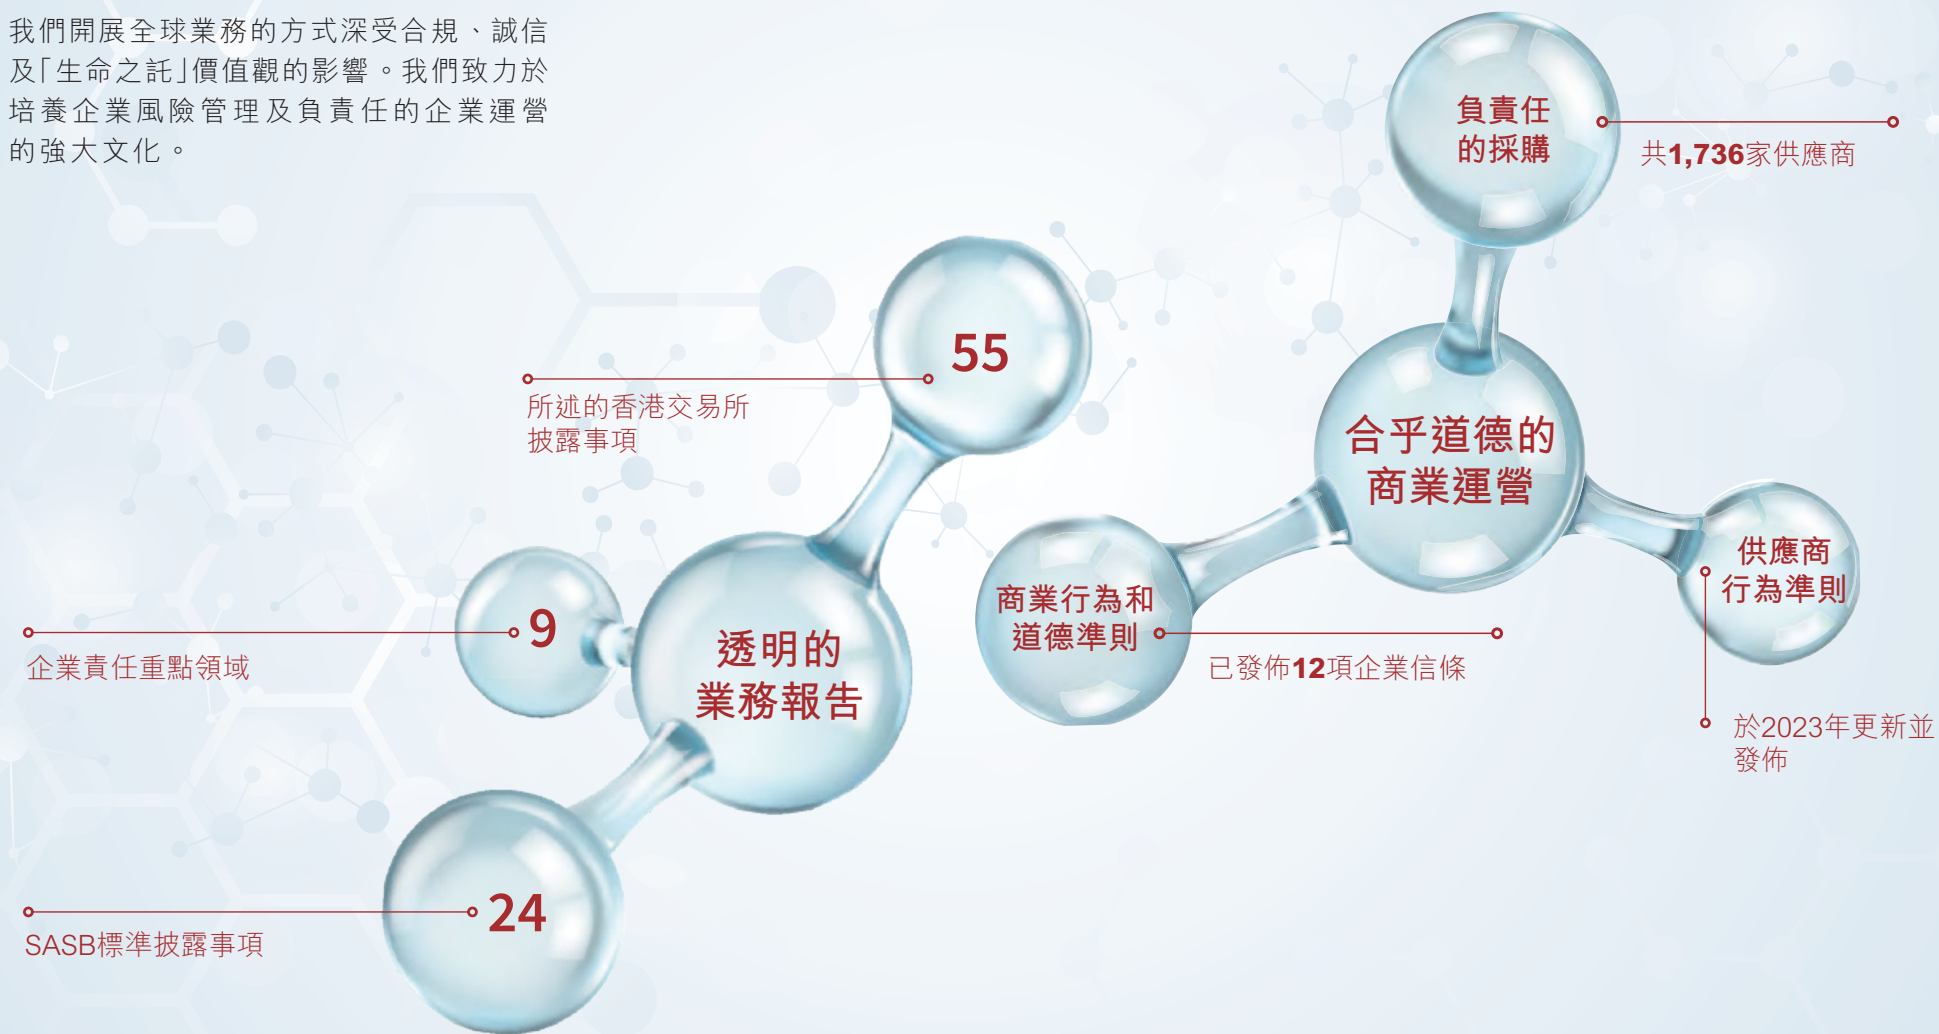 我們開展全球業務的方式深受合規、誠信
及「生命之託」價值觀的影響。我們致力於
培養企業風險管理及負責任的企業運營
的強大文化。
55
所述的香港交易所
披露事項
9
企業責任重點領域
透明的
業務報告
24
SASB標準披露事項
負責任
的採購
共1,736家供應商
合乎道德的
商業運營
商業行為和
道德準則
已發佈12項企業信條
供應商
行為準則
於2023年更新並
發佈